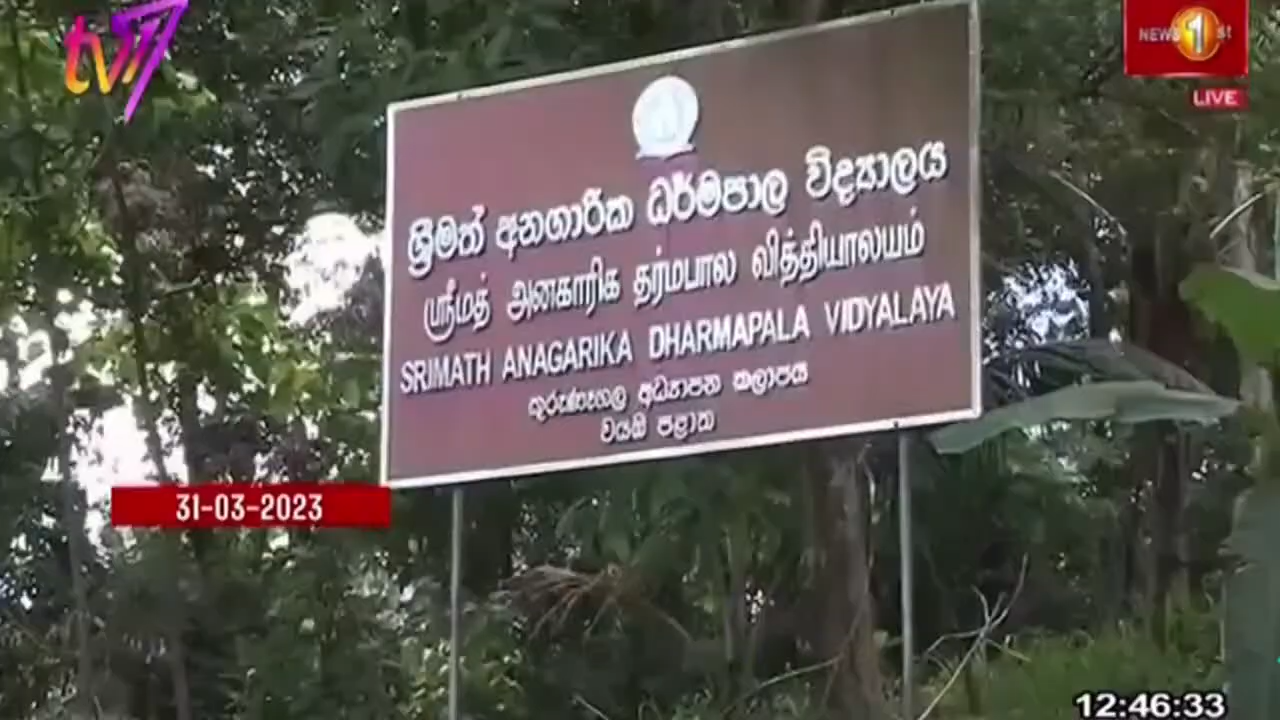 tv1
NEWS 1st
LIVE
ශ්‍රීමත් අනගාරික ධර්මපාල විද්‍යාලය
ஸ்ரீமத் அனகாரிக தர்மபால வித்தியாலயம்
SRIMATH ANAGARIKA DHARMAPALA VIDYALAYA
කුරුණෑගල අධ්‍යාපන කලාපය
වයඹ පළාත
31-03-2023
12:46:33